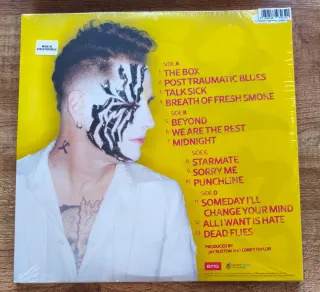 SIDE A
THE BOX
POST TRAUMATIC BLUES
TALK SICK
BREATH OF FRESH SMOKE
SIDE B
BEYOND
WE ARE THE REST
MIDNIGHT
SIDE C
STARMATE
SORRY ME
PUNCHLINE
SIDE D
SOMEDAY I'LL
CHANGE YOUR MIND
ALL I WANT IS HATE
DEAD FLIES
PRODUCED BY
JAY RUSTON AND COREY TAYLOR
BMG